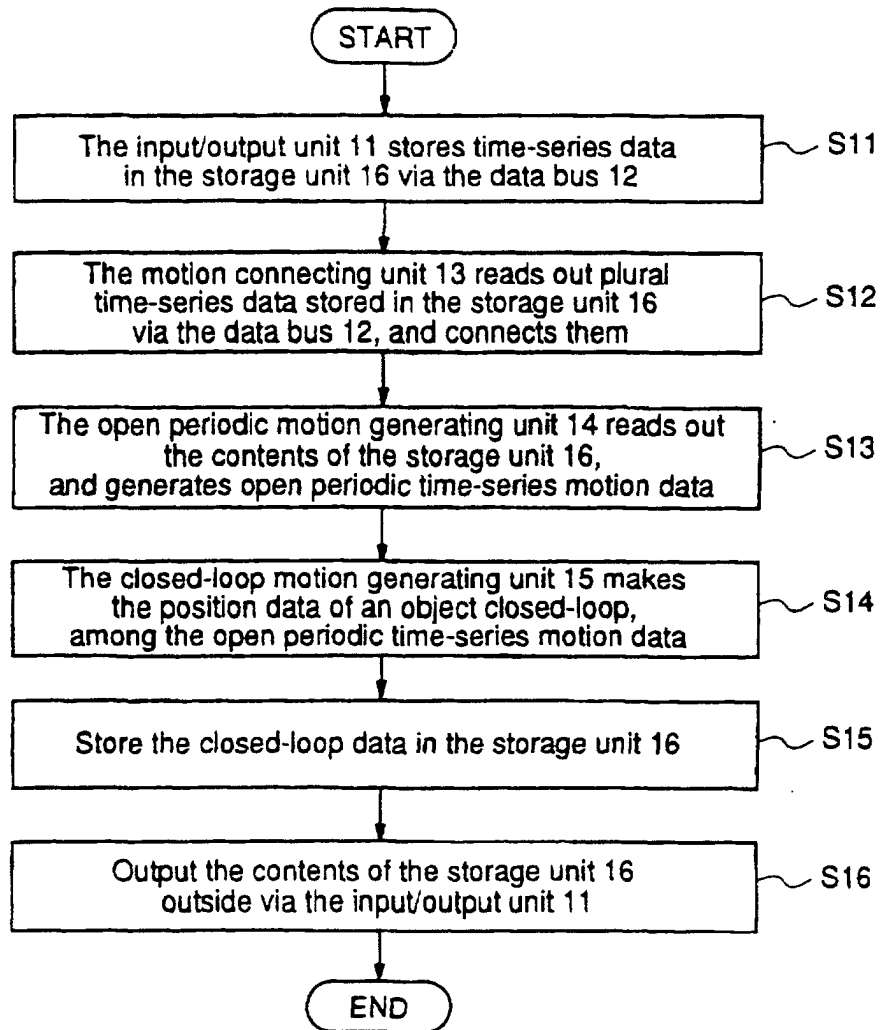 START
The input/output unit 11 stores time-series data
in the storage unit 16 via the data bus 12
S11
The motion connecting unit 13 reads out plural
time-series data stored in the storage unit 16
via the data bus 12, and connects them
S12
The open periodic motion generating unit 14 reads out
the contents of the storage unit 16,
and generates open periodic time-series motion data
S13
The closed-loop motion generating unit 15 makes
the position data of an object closed-loop,
among the open periodic time-series motion data
S14
Store the closed-loop data in the storage unit 16
S15
Output the contents of the storage unit 16
outside via the input/output unit 11
S16
END